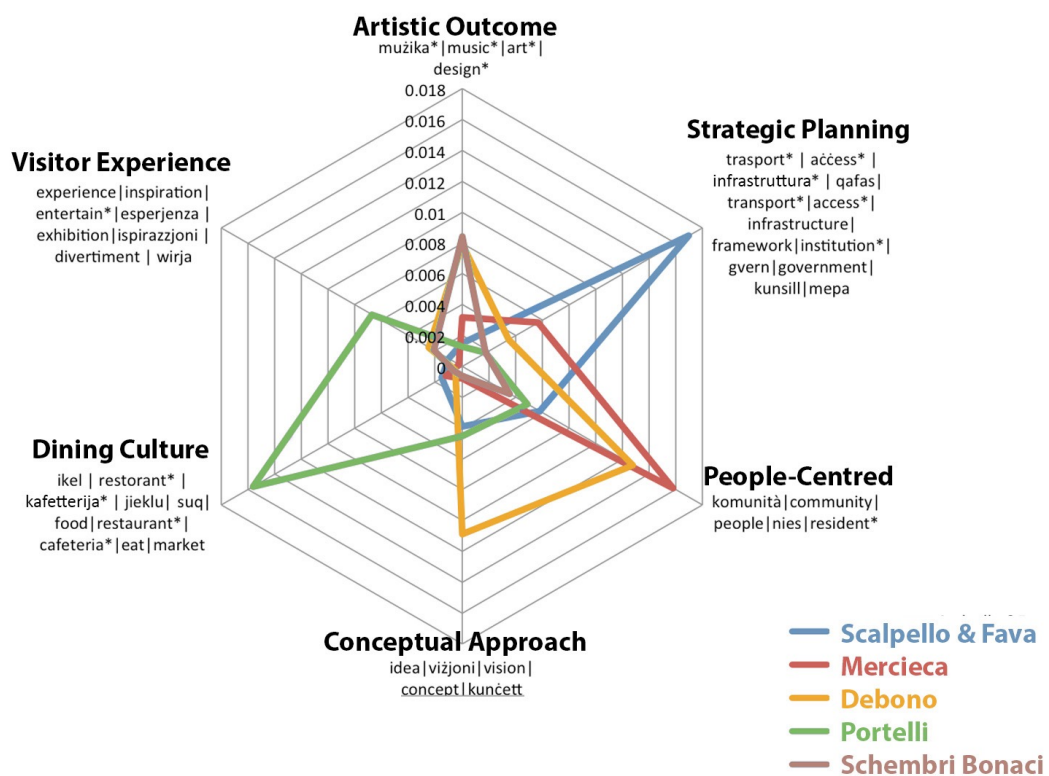 Artistic Outcome
mużika*|music*|art*|
design*
0.018
0.016
0.014
0.012
0.01
0.008
0.006
0.004
0.002
0
Strategic Planning
trasport* | aċċess* |
infrastruttura* | qafas|
transport*|access*|
infrastructure|
framework|institution*|
gvern|government|
kunsill|mepa
Visitor Experience
experience|inspiration|
entertain*|esperjenza |
exhibition|ispirazzjoni |
divertiment | wirja
Dining Culture
ikel | restorant* |
kafetterija* | jieklu| suq|
food|restaurant*|
cafeteria*|eat|market
People-Centred
komunità|community|
people|nies|resident*
Conceptual Approach
idea|viżjoni|vision|
concept|kunċett
Scalpello & Fava
Mercieca
Debono
Portelli
Schembri Bonaci